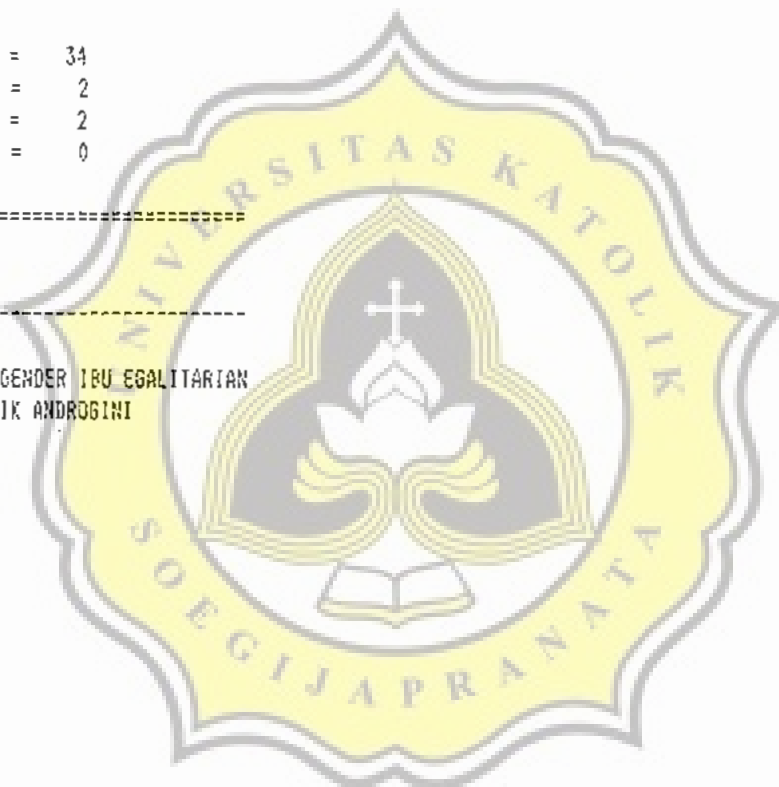 = 34
= 2
= 2
= 0
==========================
--------------------------
GENDER IBU EGALITARIAN
IK ANDROGINI
UNIVERSITAS KATOLIK
SOEGIJAPRANATA